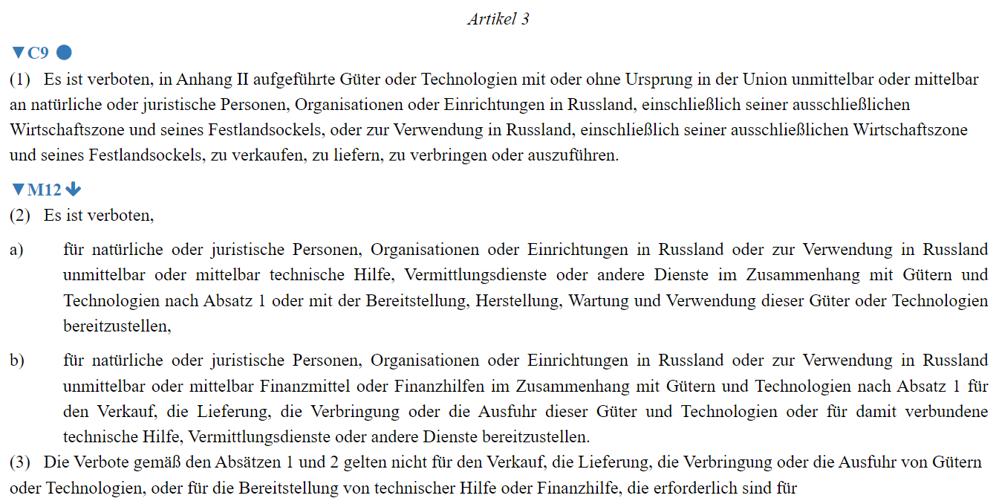 Artikel 3
▼C9
(1) Es ist verboten, in Anhang II aufgeführte Güter oder Technologien mit oder ohne Ursprung in der Union unmittelbar oder mittelbar
an natürliche oder juristische Personen, Organisationen oder Einrichtungen in Russland, einschließlich seiner ausschließlichen
Wirtschaftszone und seines Festlandsockels, oder zur Verwendung in Russland, einschließlich seiner ausschließlichen Wirtschaftszone
und seines Festlandsockels, zu verkaufen, zu liefern, zu verbringen oder auszuführen.
▼M12
(2) Es ist verboten,
a) für natürliche oder juristische Personen, Organisationen oder Einrichtungen in Russland oder zur Verwendung in Russland
unmittelbar oder mittelbar technische Hilfe, Vermittlungsdienste oder andere Dienste im Zusammenhang mit Gütern und
Technologien nach Absatz 1 oder mit der Bereitstellung, Herstellung, Wartung und Verwendung dieser Güter oder Technologien
bereitzustellen,
b) für natürliche oder juristische Personen, Organisationen oder Einrichtungen in Russland oder zur Verwendung in Russland
unmittelbar oder mittelbar Finanzmittel oder Finanzhilfen im Zusammenhang mit Gütern und Technologien nach Absatz 1 für
den Verkauf, die Lieferung, die Verbringung oder die Ausfuhr dieser Güter und Technologien oder für damit verbundene
technische Hilfe, Vermittlungsdienste oder andere Dienste bereitzustellen.
(3) Die Verbote gemäß den Absätzen 1 und 2 gelten nicht für den Verkauf, die Lieferung, die Verbringung oder die Ausfuhr von Gütern
oder Technologien, oder für die Bereitstellung von technischer Hilfe oder Finanzhilfe, die erforderlich sind für